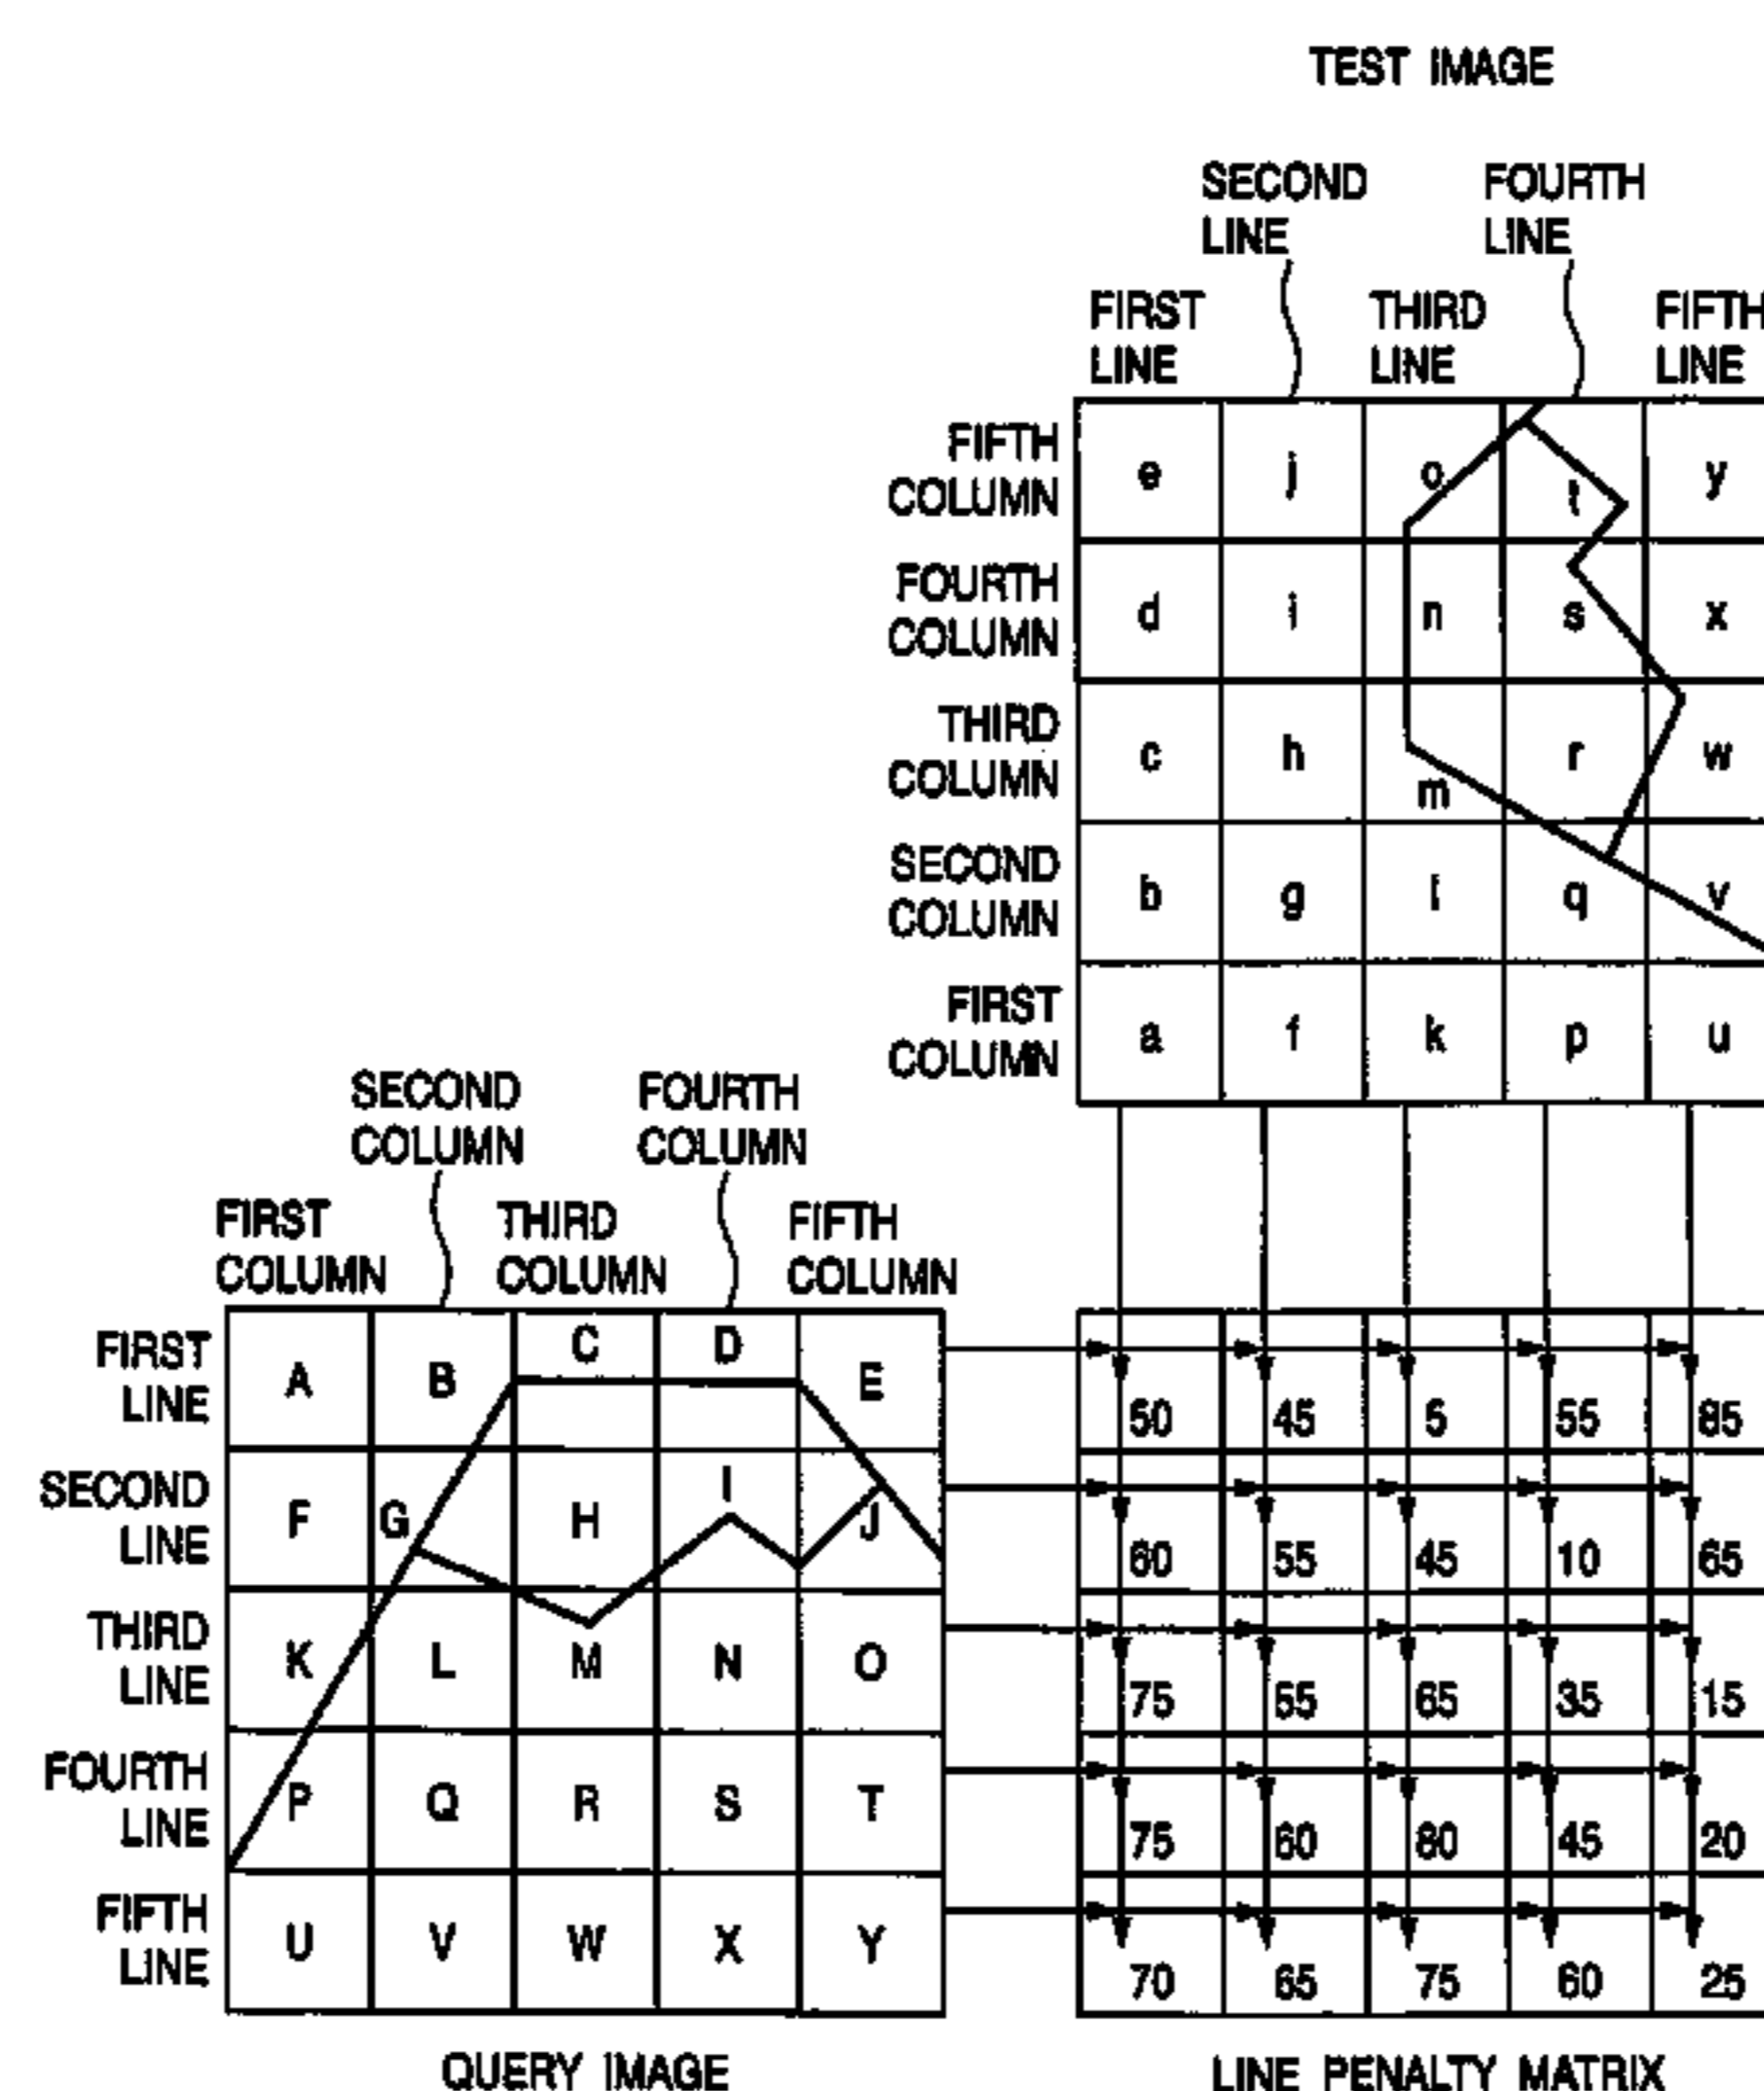 TEST IMAGE
SECOND LINE
FOURTH LINE
FIRST LINE
THIRD LINE
FIFTH LINE
FIFTH COLUMN
e j o t y
FOURTH COLUMN
d i n s x
THIRD COLUMN
c h m r w
SECOND COLUMN
b g l q v
FIRST COLUMN
a f k p u
SECOND COLUMN
FOURTH COLUMN
FIRST COLUMN
THIRD COLUMN
FIFTH COLUMN
FIRST LINE
A B C D E
50 45 5 55 85
SECOND LINE
F G H I J
60 55 45 10 65
THIRD LINE
K L M N O
75 55 65 35 15
FOURTH LINE
P Q R S T
75 60 80 45 20
FIFTH LINE
U V W X Y
70 65 75 60 25
QUERY IMAGE
LINE PENALTY MATRIX